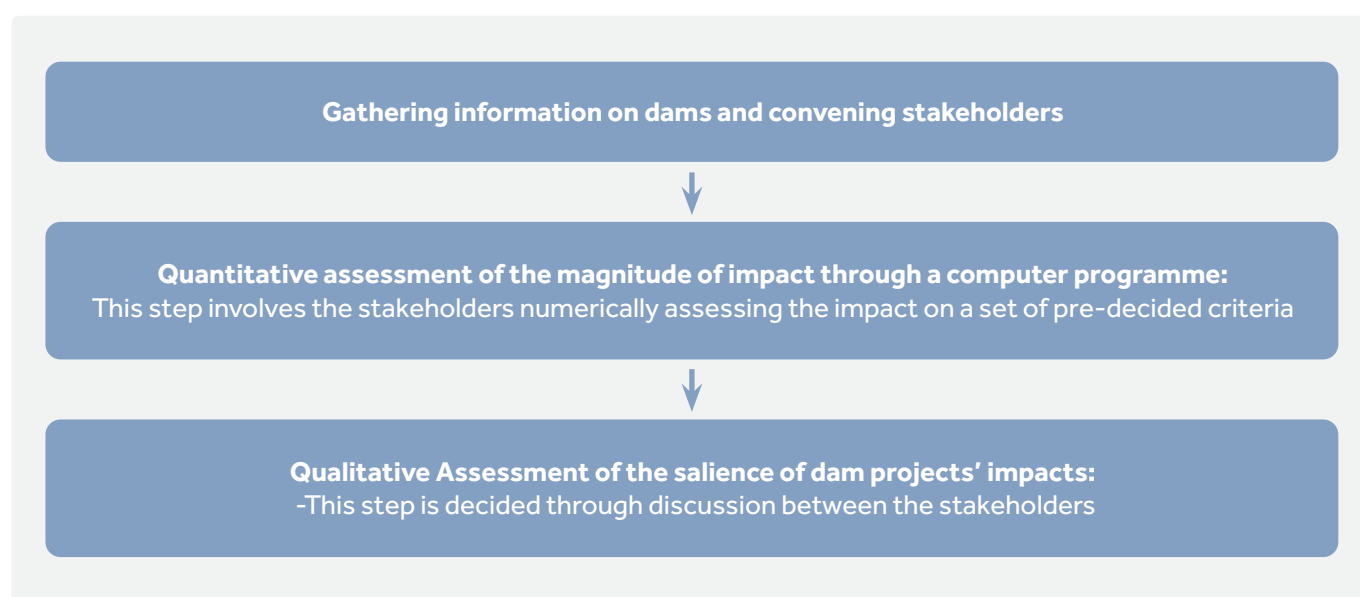 Gathering information on dams and convening stakeholders
Quantitative assessment of the magnitude of impact through a computer programme:
This step involves the stakeholders numerically assessing the impact on a set of pre-decided criteria
Qualitative Assessment of the salience of dam projects’ impacts:
-This step is decided through discussion between the stakeholders